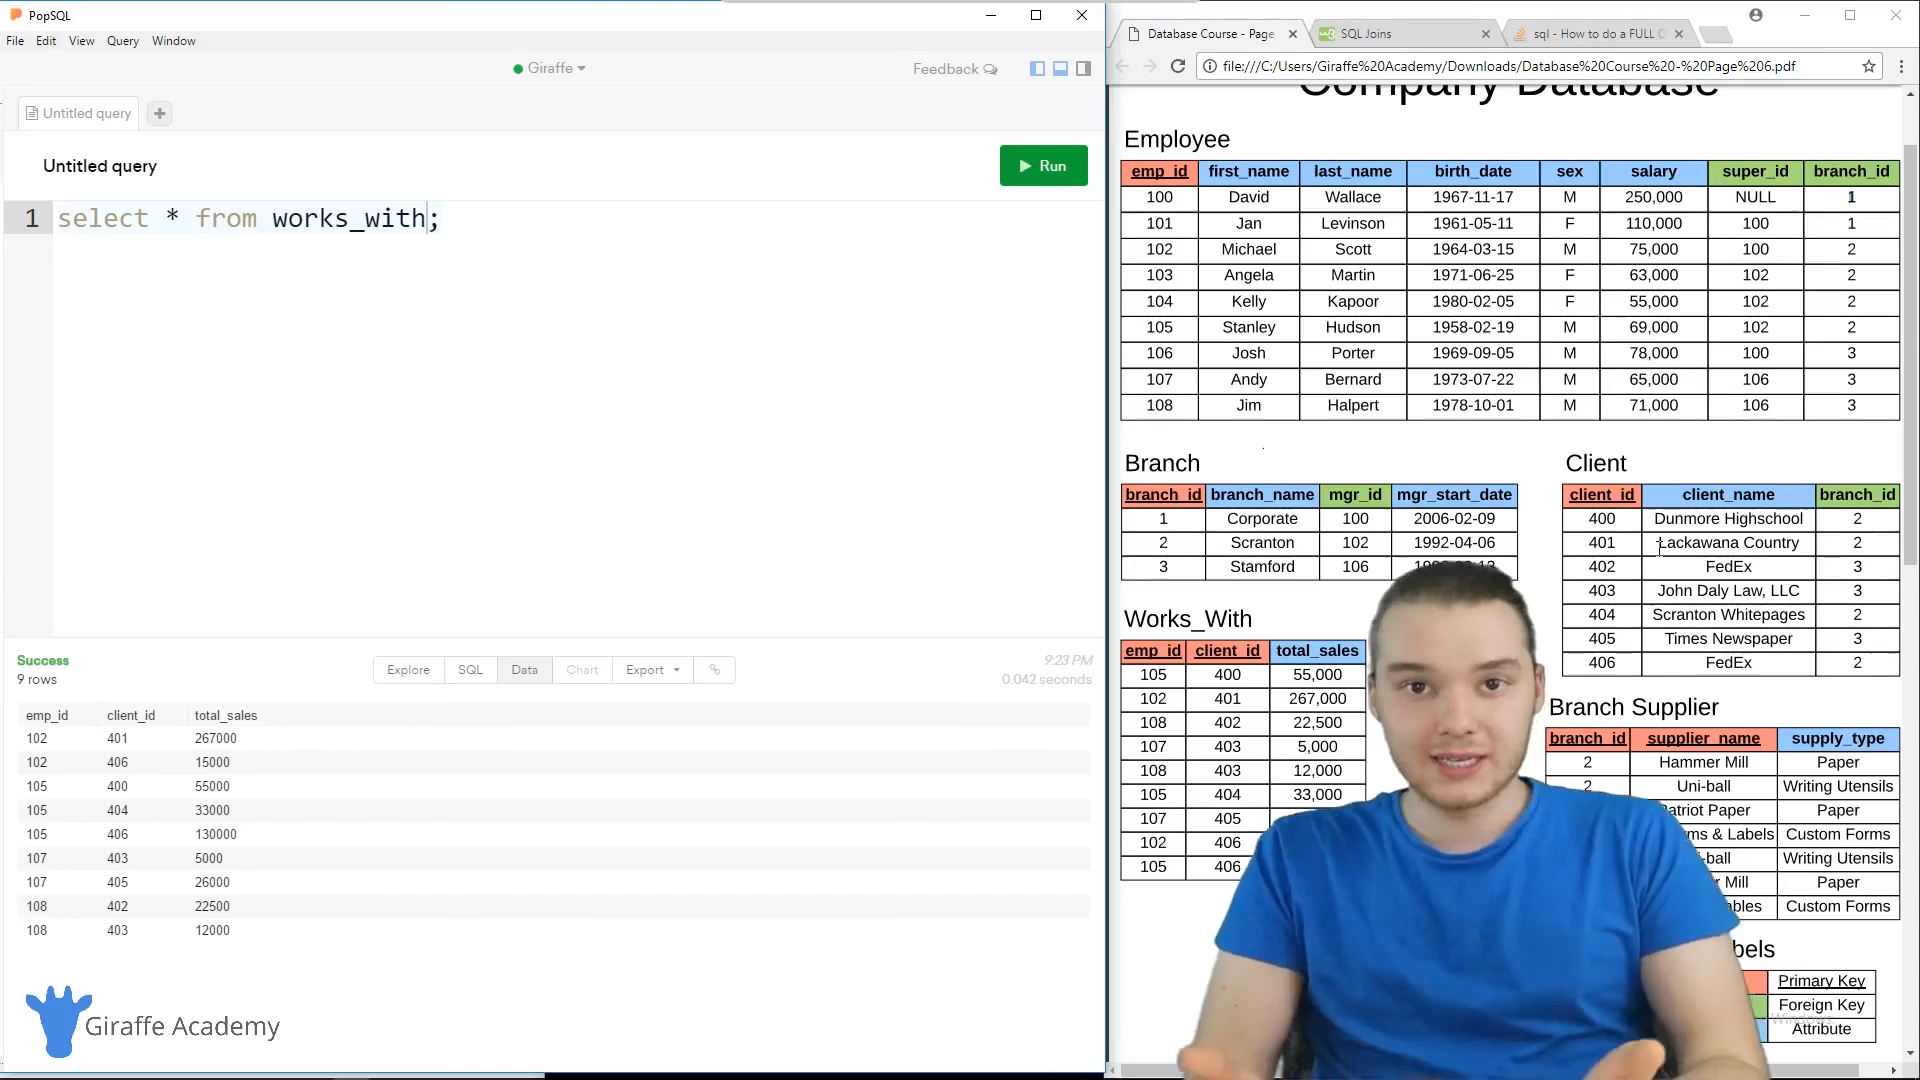 PopSQL
File Edit View Query Window
Giraffe
Feedback
Untitled query
Untitled query
Run
1 select * from works_with;
Success
9 rows
Explore SQL Data Chart Export
9:23 PM
0.042 seconds
emp_id client_id total_sales
102 401 267000
102 406 15000
105 400 55000
105 404 33000
105 406 130000
107 403 5000
107 405 26000
108 402 22500
108 403 12000
Giraffe Academy
Database Course - Page
SQL Joins
sql - How to do a FULL
file:///C:/Users/Giraffe%20Academy/Downloads/Database%20Course%20-%20Page%206.pdf
Company Database
Employee
emp_id first_name last_name birth_date sex salary super_id branch_id
100 David Wallace 1967-11-17 M 250,000 NULL 1
101 Jan Levinson 1961-05-11 F 110,000 100 1
102 Michael Scott 1964-03-15 M 75,000 100 2
103 Angela Martin 1971-06-25 F 63,000 102 2
104 Kelly Kapoor 1980-02-05 F 55,000 102 2
105 Stanley Hudson 1958-02-19 M 69,000 102 2
106 Josh Porter 1969-09-05 M 78,000 100 3
107 Andy Bernard 1973-07-22 M 65,000 106 3
108 Jim Halpert 1978-10-01 M 71,000 106 3
Branch
branch_id branch_name mgr_id mgr_start_date
1 Corporate 100 2006-02-09
2 Scranton 102 1992-04-06
3 Stamford 106
Client
client_id client_name branch_id
400 Dunmore Highschool 2
401 Lackawana Country 2
402 FedEx 3
403 John Daly Law, LLC 3
404 Scranton Whitepages 2
405 Times Newspaper 3
406 FedEx 2
Works_With
emp_id client_id total_sales
105 400 55,000
102 401 267,000
108 402 22,500
107 403 5,000
108 403 12,000
105 404 33,000
107 405
102 406
105 406
Branch Supplier
branch_id supplier_name supply_type
2 Hammer Mill Paper
2 Uni-ball Writing Utensils
Patriot Paper Paper
ms & Labels Custom Forms
-ball Writing Utensils
r Mill Paper
bles Custom Forms
bels
Primary Key
Foreign Key
Attribute